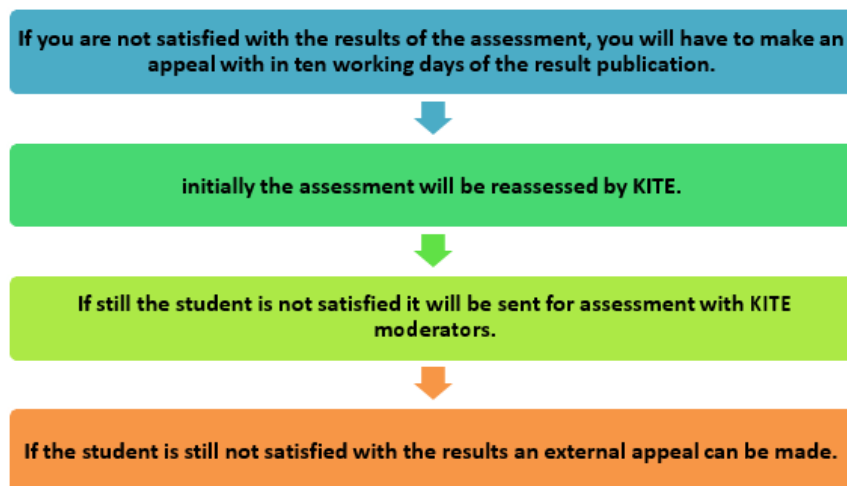 If you are not satisfied with the results of the assessment, you will have to make an
appeal with in ten working days of the result publication.
initially the assessment will be reassessed by KITE.
If still the student is not satisfied it will be sent for assessment with KITE
moderators.
If the student is still not satisfied with the results an external appeal can be made.